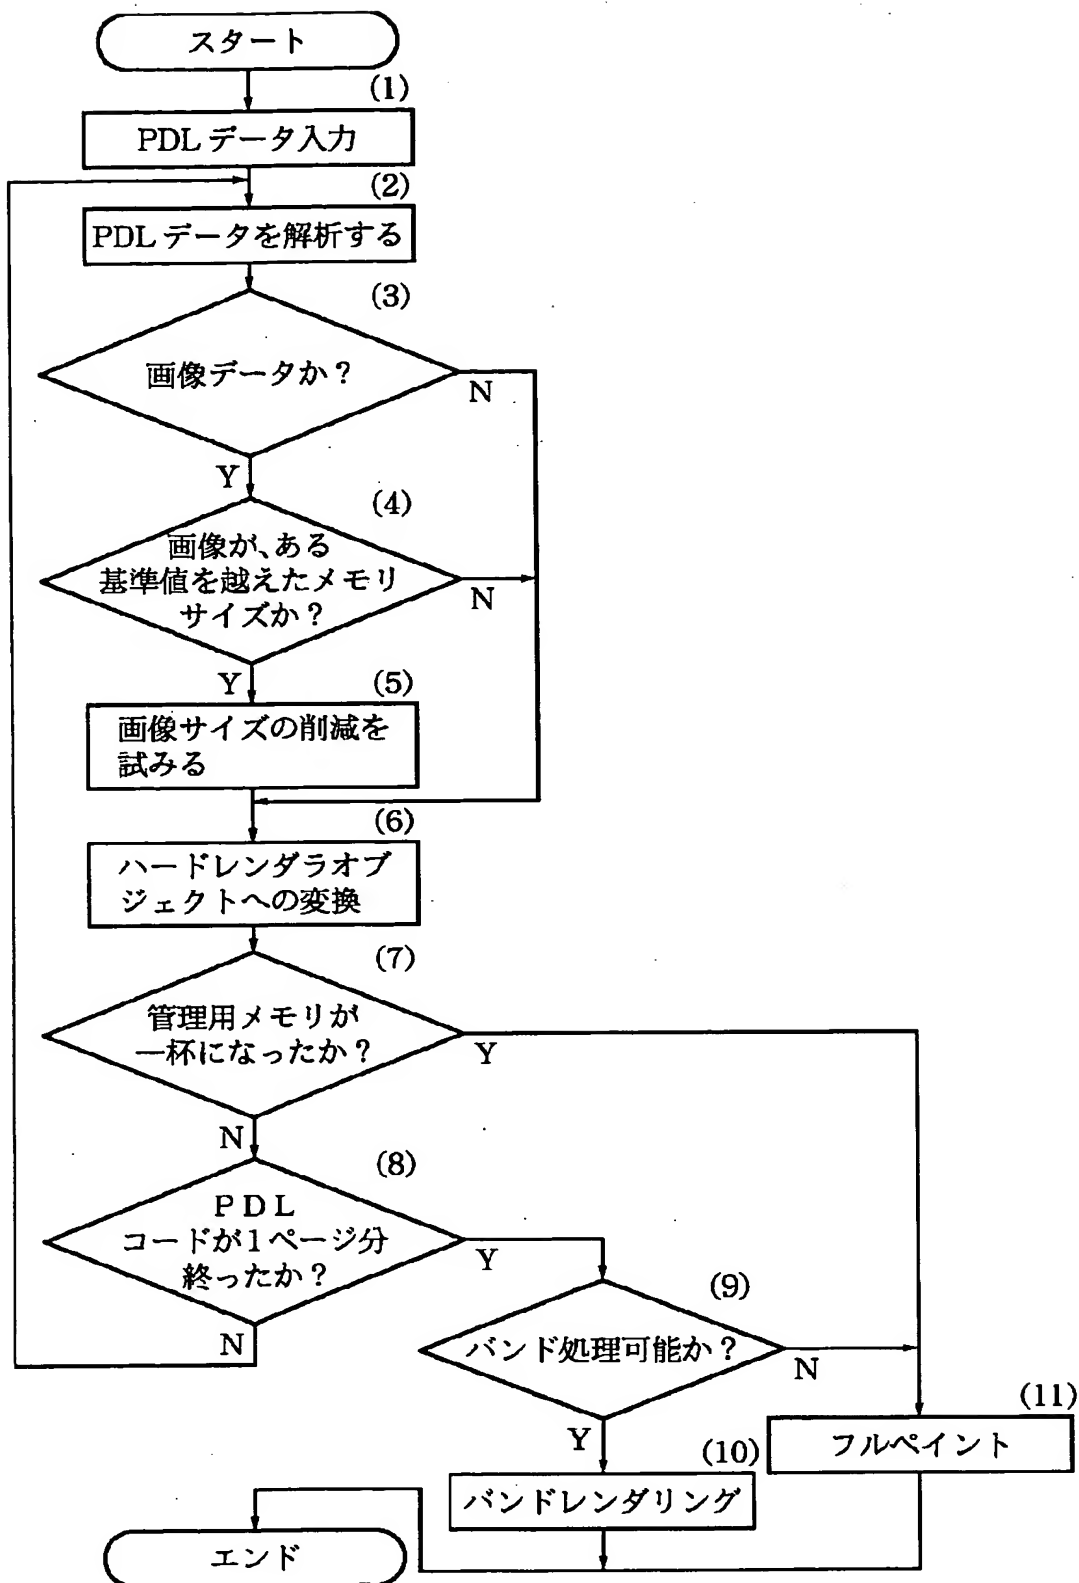 スタート
(1)
PDLデータ入力
(2)
PDLデータを解析する
(3)
画像データか?
N
Y
(4)
画像が、ある
基準値を越えたメモリ
サイズか?
N
Y
(5)
画像サイズの削減を
試みる
(6)
ハードレンダラオブ
ジェクトへの変換
(7)
管理用メモリが
一杯になったか?
Y
N
(8)
PDL
コードが1ページ分
終ったか?
Y
N
(9)
バンド処理可能か?
N
Y
(11)
フルペイント
(10)
バンドレンダリング
エンド